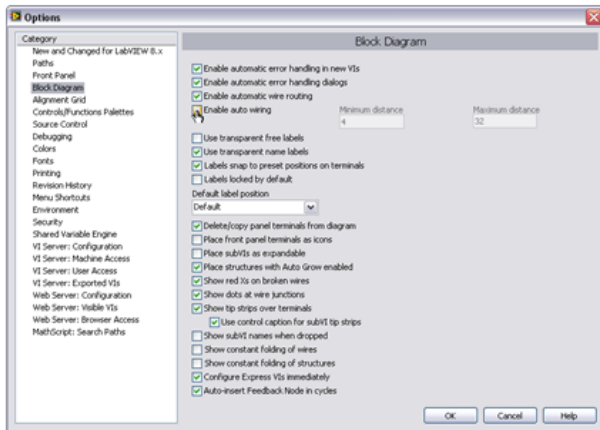 Options
Category
New and Changed for LabVIEW 8.x
Paths
Front Panel
Block Diagram
Alignment Grid
Controls/Functions Palettes
Source Control
Debugging
Colors
Fonts
Printing
Revision History
Menu Shortcuts
Environment
Security
Shared Variable Engine
VI Server: Configuration
VI Server: Machine Access
VI Server: User Access
VI Server: Exported VIs
Web Server: Configuration
Web Server: Visible VIs
Web Server: Browser Access
MathScript: Search Paths
Block Diagram
Enable automatic error handling in new VIs
Enable automatic error handling dialogs
Enable automatic wire routing
Enable auto wiring
Minimum distance
4
Maximum distance
32
Use transparent free labels
Use transparent name labels
Labels snap to preset positions on terminals
Labels locked by default
Default label position
Default
Delete/copy panel terminals from diagram
Place front panel terminals as icons
Place subVIs as expandable
Place structures with Auto Grow enabled
Show red Xs on broken wires
Show dots at wire junctions
Show tip strips over terminals
Use control caption for subVI tip strips
Show subVI names when dropped
Show constant folding of wires
Show constant folding of structures
Configure Express VIs immediately
Auto-insert Feedback Node in cycles
OK
Cancel
Help